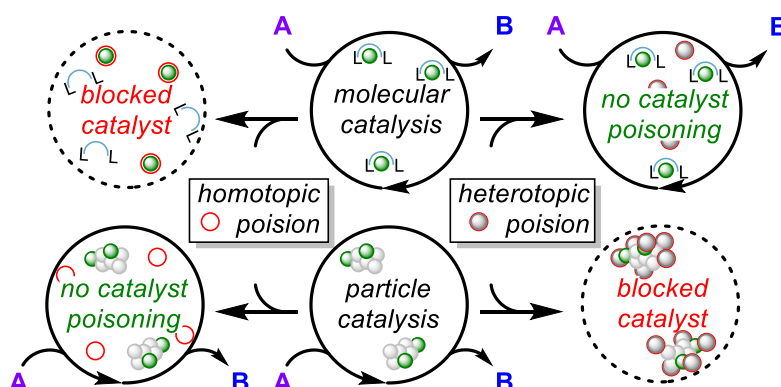 A B A B
L L L L L L
L L
blocked catalyst
L L
L L
molecular catalysis
L L
L L
L L
no catalyst poisoning
L L
homotopic
poision
heterotopic
poision
no catalyst
poisoning
particle
catalysis
blocked
catalyst
A B A B